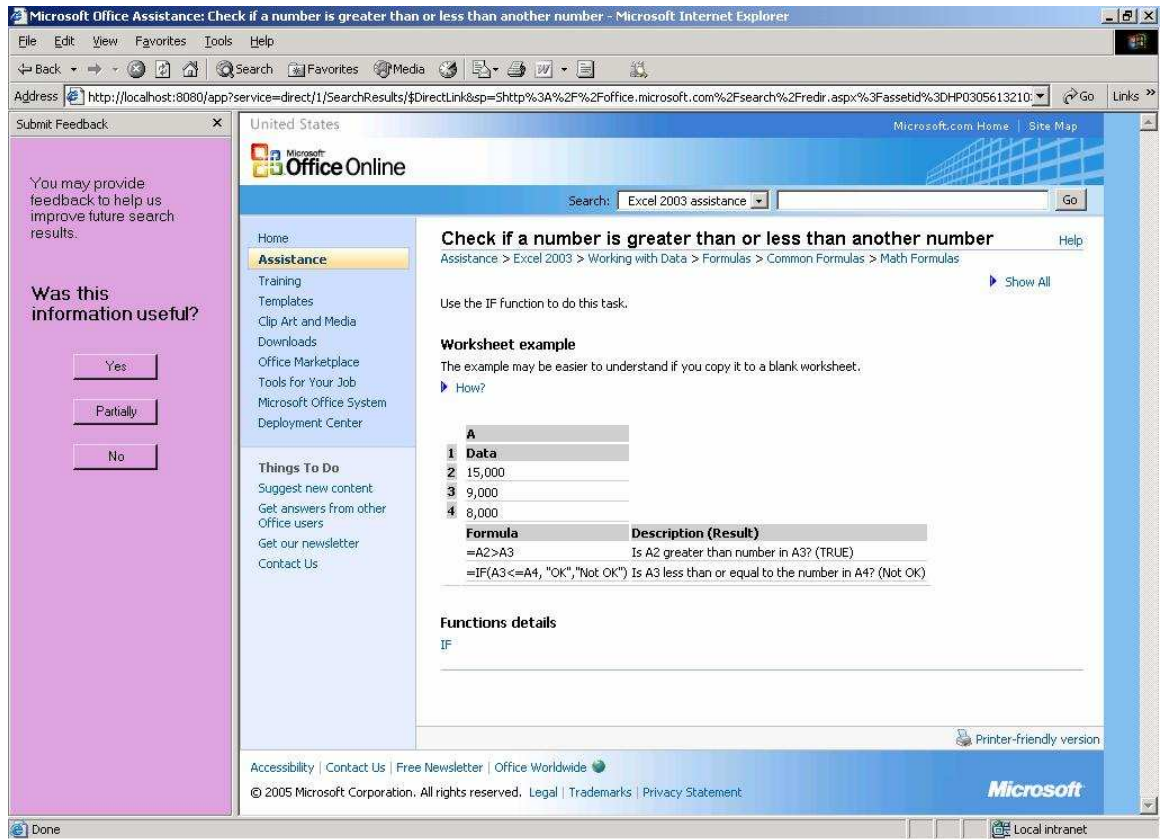 Microsoft Office Assistance: Check if a number is greater than or less than another number - Microsoft Internet Explorer
File Edit View Favorites Tools Help
Back Search Favorites Media
Address http://localhost:8080/app?service=direct/1/SearchResults/$DirectLink&sp=Shttp%3A%2F%2Foffice.microsoft.com%2Fsearch%2Fredir.aspx%3Fassetid%3DHP0305613210 Go Links »
Submit Feedback ×
You may provide
feedback to help us
improve future search
results.
Was this
information useful?
Yes
Partially
No
United States Microsoft.com Home | Site Map
Microsoft
Office Online
Search: Excel 2003 assistance Go
Home
Assistance
Training
Templates
Clip Art and Media
Downloads
Office Marketplace
Tools for Your Job
Microsoft Office System
Deployment Center
Things To Do
Suggest new content
Get answers from other
Office users
Get our newsletter
Contact Us
Check if a number is greater than or less than another number Help
Assistance > Excel 2003 > Working with Data > Formulas > Common Formulas > Math Formulas
Show All
Use the IF function to do this task.
Worksheet example
The example may be easier to understand if you copy it to a blank worksheet.
How?
A
1 Data
2 15,000
3 9,000
4 8,000
Formula Description (Result)
=A2>A3 Is A2 greater than number in A3? (TRUE)
=IF(A3<=A4, "OK","Not OK") Is A3 less than or equal to the number in A4? (Not OK)
Functions details
IF
Printer-friendly version
Accessibility | Contact Us | Free Newsletter | Office Worldwide
© 2005 Microsoft Corporation. All rights reserved. Legal | Trademarks | Privacy Statement
Microsoft
Done Local intranet